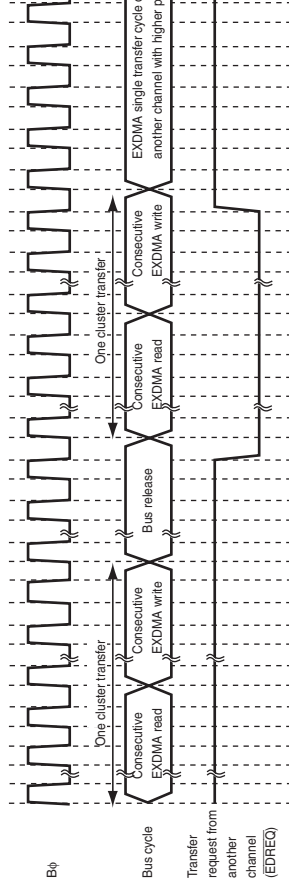 Bφ
One cluster transfer
One cluster transfer
Bus cycle
Consecutive
EXDMA read
Consecutive
EXDMA write
Bus release
Consecutive
EXDMA read
Consecutive
EXDMA write
EXDMA single transfer cycle
another channel with higher
Transfer
request from
another
channel
(EDREQ)